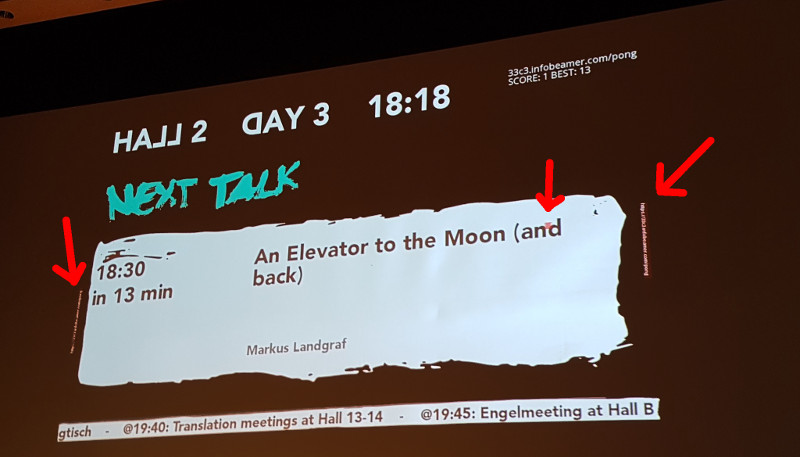 33c3.infobeamer.com/pong
SCORE: 1 BEST: 13
HALL 2 DAY 3 18:18
NEXT TALK
18:30
in 13 min
An Elevator to the Moon (and
back)
Markus Landgraf
gtisch - @19:40: Translation meetings at Hall 13-14 - @19:45: Engelmeeting at Hall B